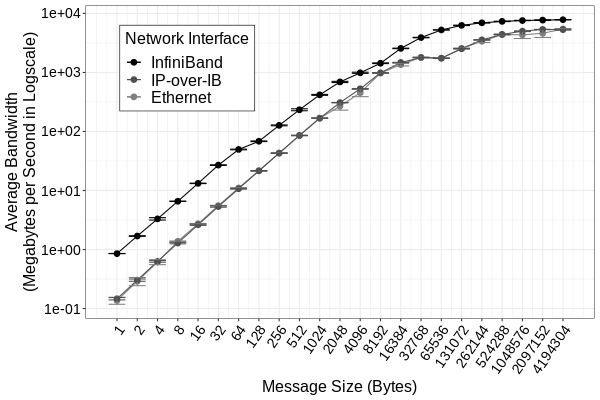 Average Bandwidth
(Megabytes per Second in Logscale)
1e+04
1e+03
1e+02
1e+01
1e+00
1e-01
Network Interface
InfiniBand
IP-over-IB
Ethernet
1
2
4
8
16
32
64
128
256
512
1024
2048
4096
8192
16384
32768
65536
131072
262144
524288
1048576
2097152
4194304
Message Size (Bytes)